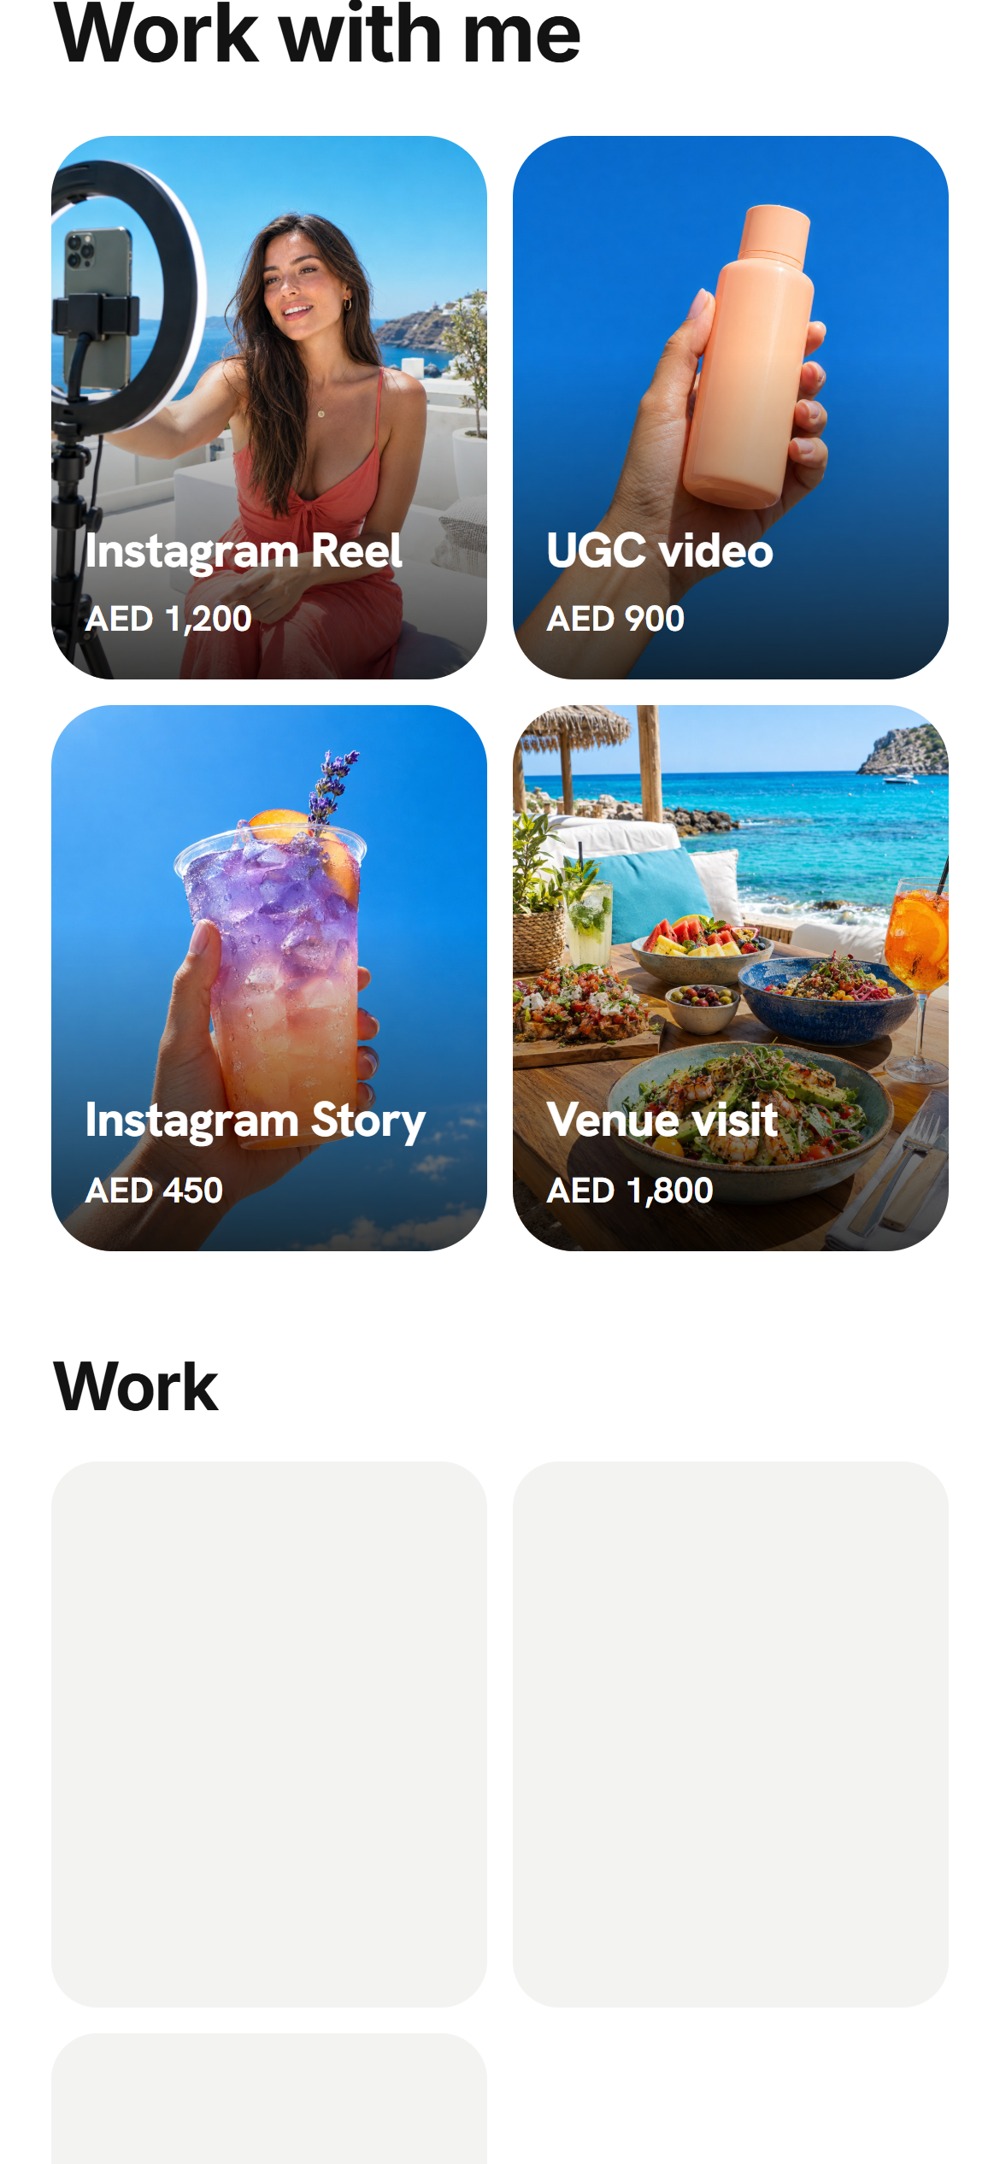 Work with me
Instagram Reel
AED 1,200
UGC video
AED 900
Instagram Story
AED 450
Venue visit
AED 1,800
Work